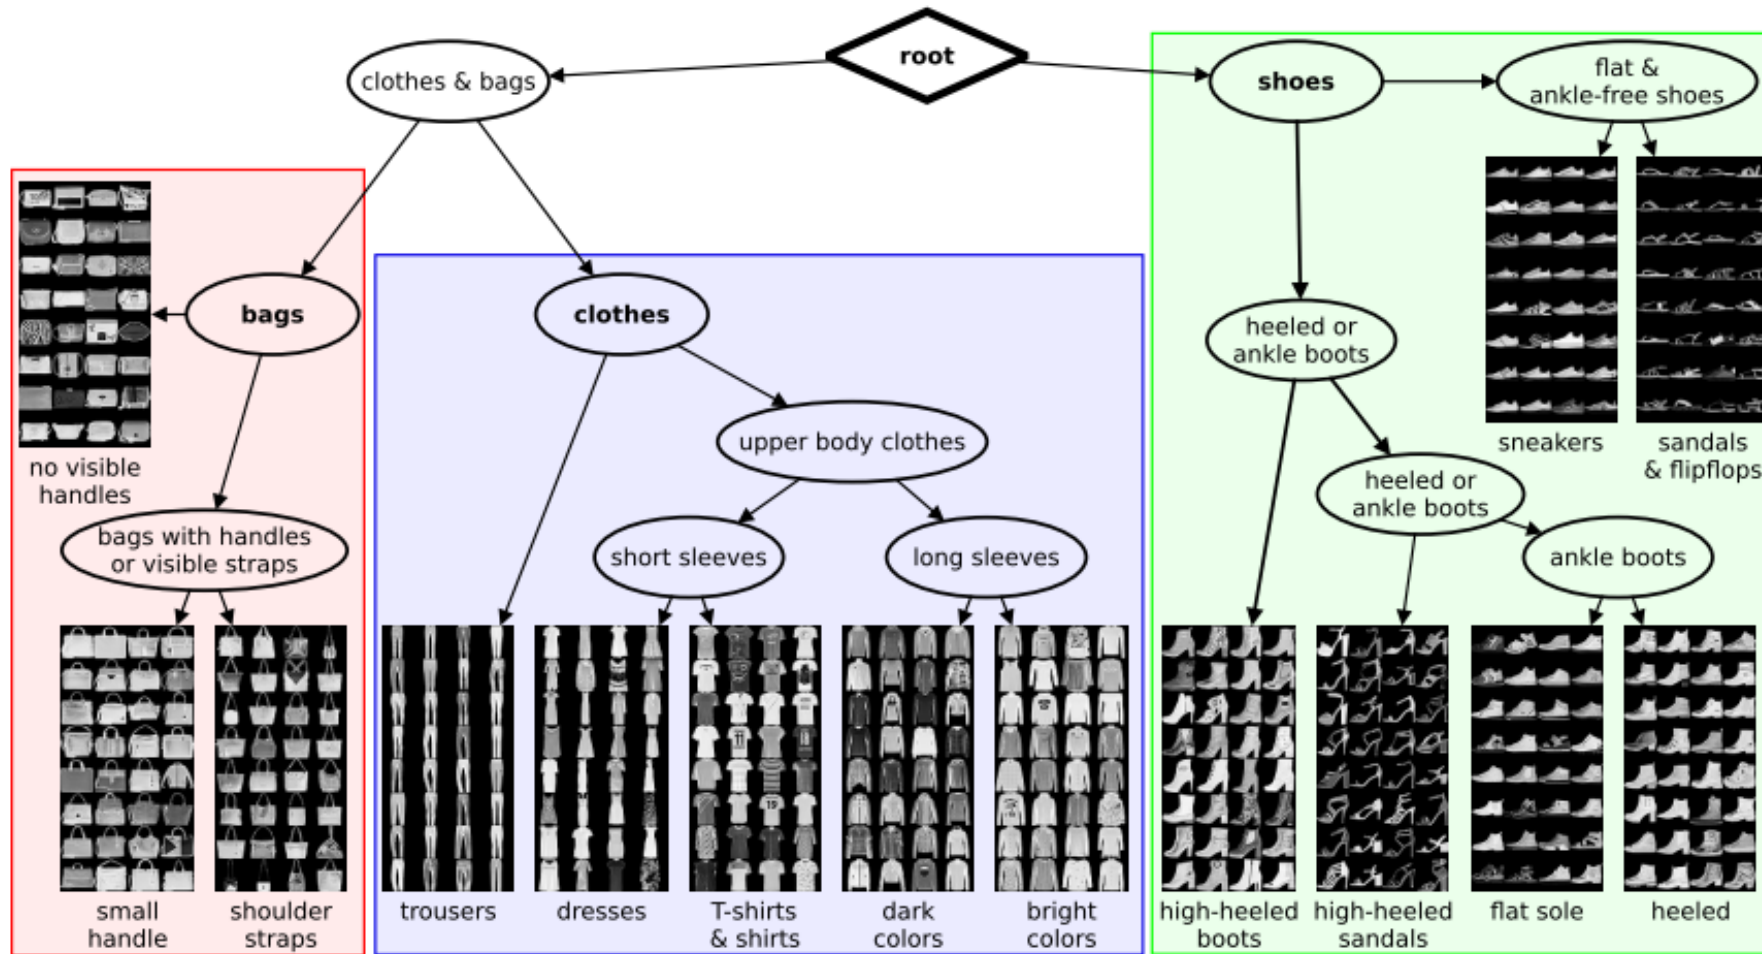 root
clothes & bags
shoes
flat &
ankle-free shoes
bags
clothes
heeled or
ankle boots
upper body clothes
sneakers
sandals
& flipflops
no visible
handles
heeled or
ankle boots
bags with handles
or visible straps
short sleeves
long sleeves
ankle boots
small
handle
shoulder
straps
trousers
dresses
T-shirts
& shirts
dark
colors
bright
colors
high-heeled
boots
high-heeled
sandals
flat sole
heeled